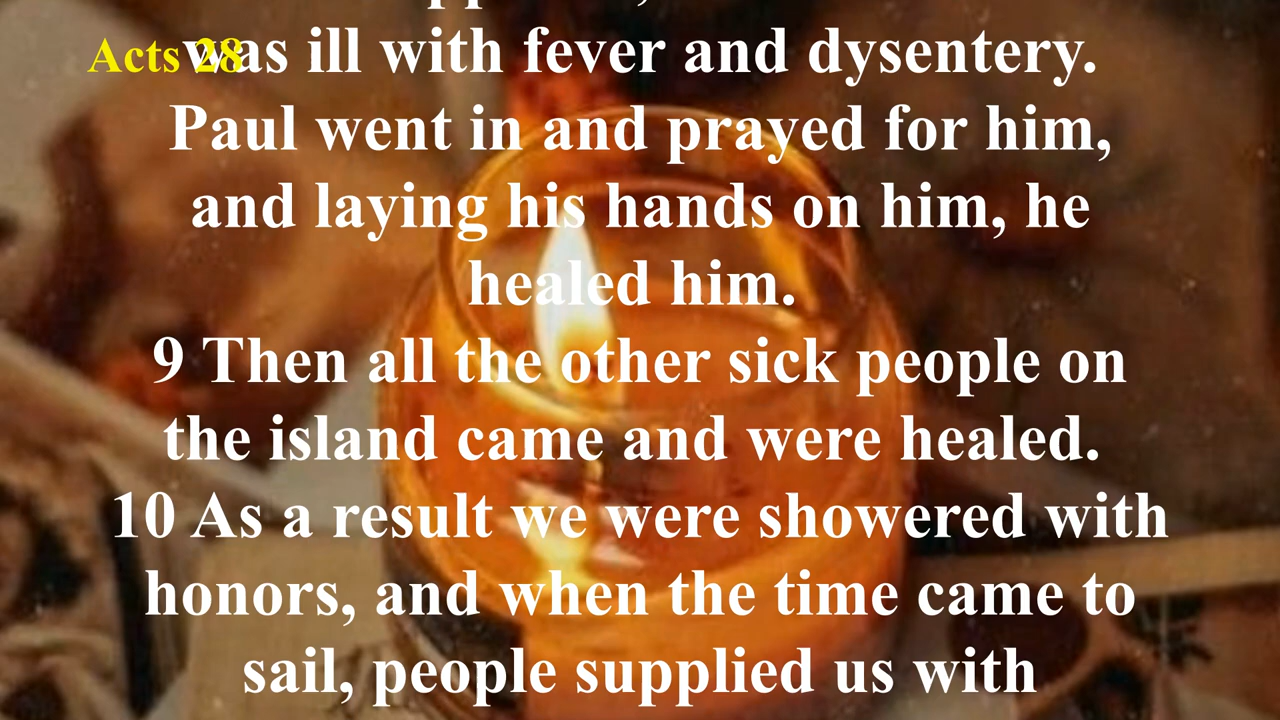 Acts 28
was ill with fever and dysentery.
Paul went in and prayed for him,
and laying his hands on him, he
healed him.
9 Then all the other sick people on
the island came and were healed.
10 As a result we were showered with
honors, and when the time came to
sail, people supplied us with